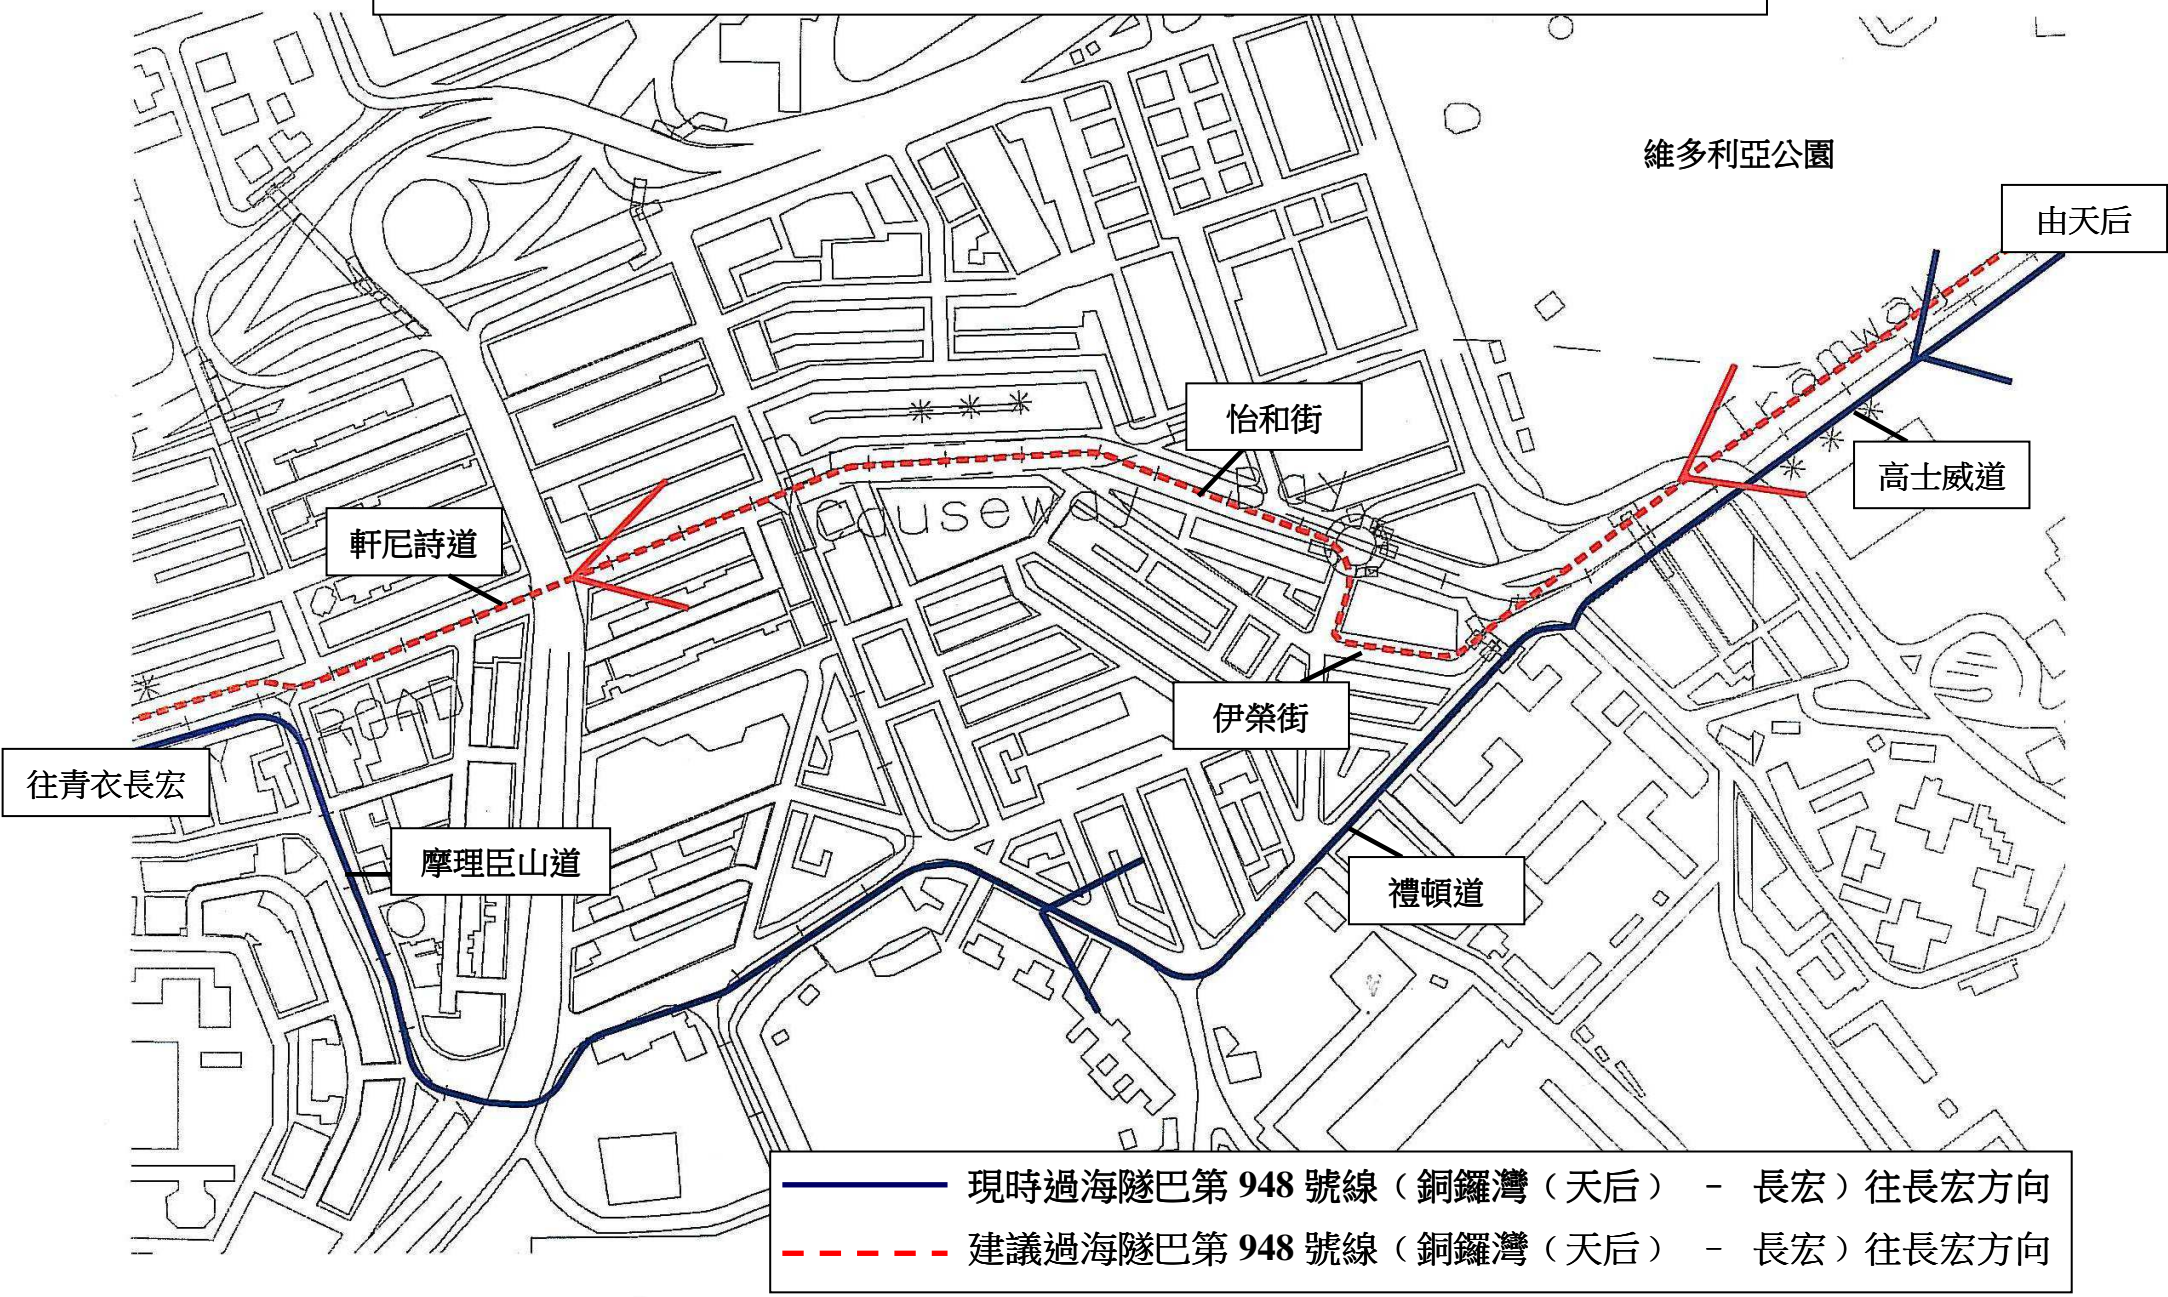 維多利亞公園
由天后
Tramway
怡和街
高士威道
Causeway Bay
軒尼詩道
伊榮街
Road
往青衣長宏
摩理臣山道
禮頓道
現時過海隧巴第 948 號線（銅鑼灣（天后） - 長宏）往長宏方向
建議過海隧巴第 948 號線（銅鑼灣（天后） - 長宏）往長宏方向